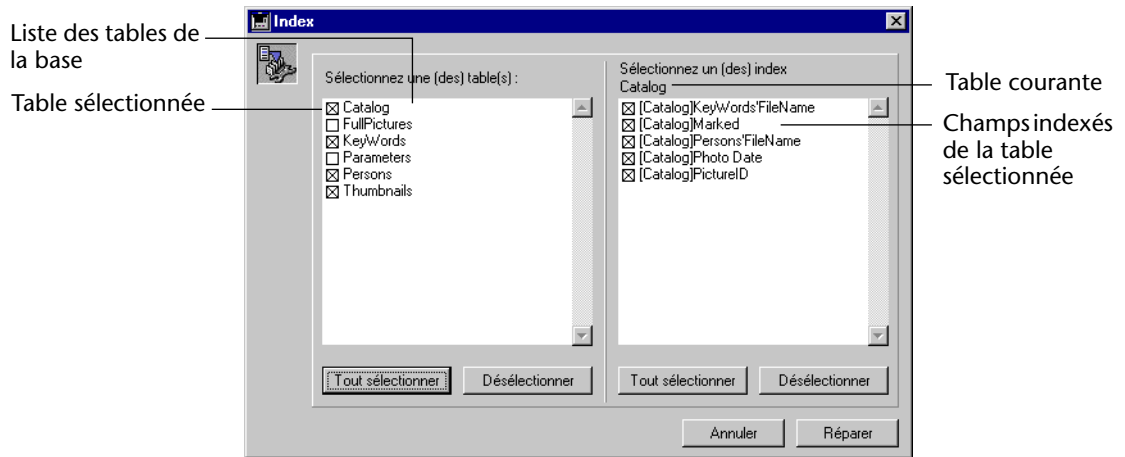 Index
Liste des tables de
la base
Table sélectionnée
Sélectionnez une (des) table(s) :
Catalog
FullPictures
KeyWords
Parameters
Persons
Thumbnails
Tout sélectionner
Désélectionner
Sélectionnez un (des) index
Catalog
[Catalog]KeyWords'FileName
[Catalog]Marked
[Catalog]Persons'FileName
[Catalog]Photo Date
[Catalog]PictureID
Tout sélectionner
Désélectionner
Table courante
Champs indexés
de la table
sélectionnée
Annuler
Réparer